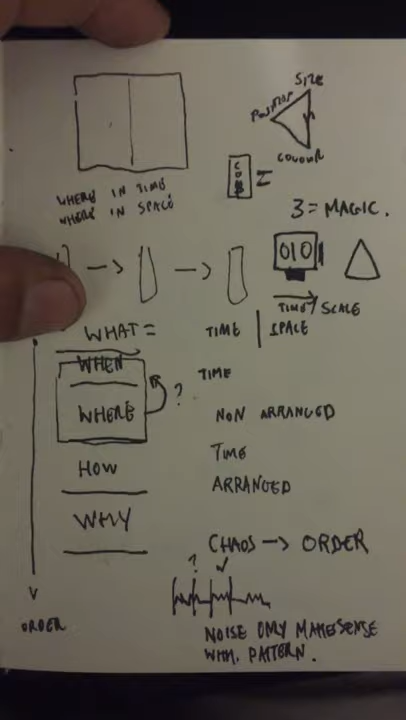 SIZE
POSITION
COLOUR
WHERE IN TIME.
WHERE IN SPACE
3 = MAGIC.
010
TIME / SCALE
WHAT =
TIME | SPACE
WHEN
TIME
?
WHERE
NON ARRANGED
HOW
TIME
ARRANGED
WHY
CHAOS → ORDER
?
ORDER
NOISE ONLY MAKES SENSE
WHH. PATTERN.